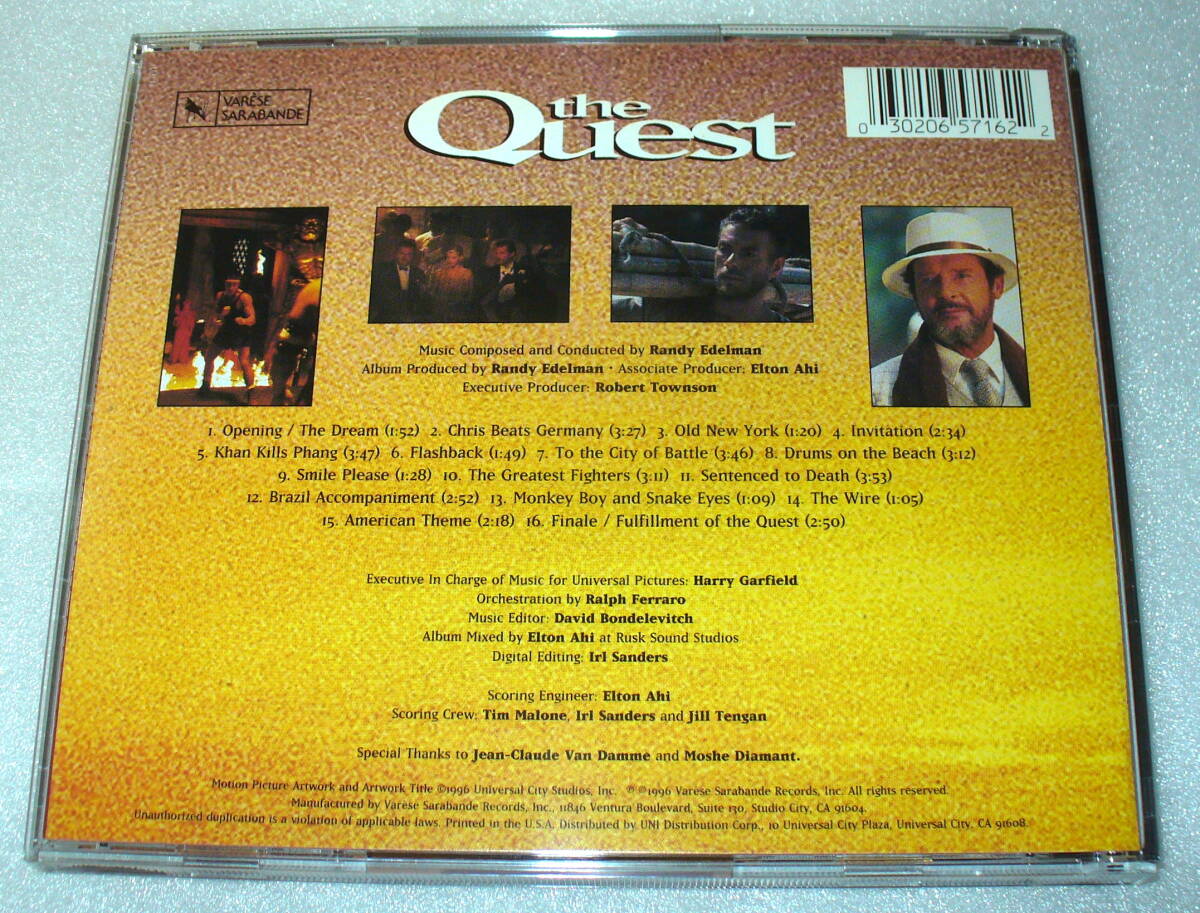 VARÈSE
SARABANDE
the
Quest
0 30206 57162 2
Music Composed and Conducted by Randy Edelman
Album Produced by Randy Edelman · Associate Producer: Elton Ahi
Executive Producer: Robert Townson
1. Opening / The Dream (1:52) 2. Chris Beats Germany (3:27) 3. Old New York (1:20) 4. Invitation (2:34)
5. Khan Kills Phang (3:47) 6. Flashback (1:49) 7. To the City of Battle (3:46) 8. Drums on the Beach (3:12)
9. Smile Please (1:28) 10. The Greatest Fighters (3:11) 11. Sentenced to Death (3:53)
12. Brazil Accompaniment (2:52) 13. Monkey Boy and Snake Eyes (1:09) 14. The Wire (1:05)
15. American Theme (2:18) 16. Finale / Fulfillment of the Quest (2:50)
Executive In Charge of Music for Universal Pictures: Harry Garfield
Orchestration by Ralph Ferraro
Music Editor: David Bondelevitch
Album Mixed by Elton Ahi at Rusk Sound Studios
Digital Editing: Irl Sanders
Scoring Engineer: Elton Ahi
Scoring Crew: Tim Malone, Irl Sanders and Jill Tengan
Special Thanks to Jean-Claude Van Damme and Moshe Diamant.
Motion Picture Artwork and Artwork Title ©1996 Universal City Studios, Inc. ℗ ©1996 Varèse Sarabande Records, Inc. All rights reserved.
Manufactured by Varèse Sarabande Records, Inc., 11846 Ventura Boulevard, Suite 130, Studio City, CA 91604.
Unauthorized duplication is a violation of applicable laws. Printed in the U.S.A. Distributed by UNI Distribution Corp., 10 Universal City Plaza, Universal City, CA 91608.